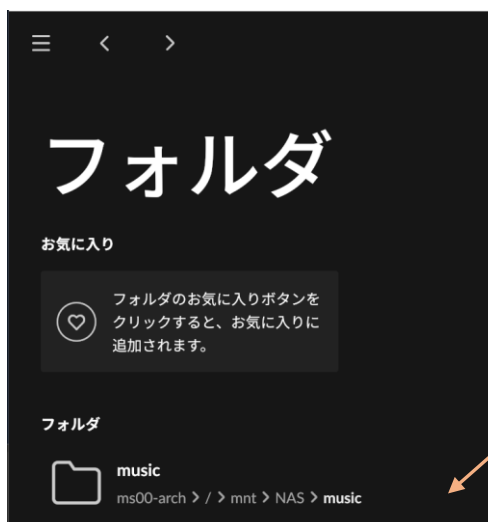 フォルダ
お気に入り
フォルダのお気に入りボタンを
クリックすると、お気に入りに
追加されます。
フォルダ
music
ms00-arch > / > mnt > NAS > music